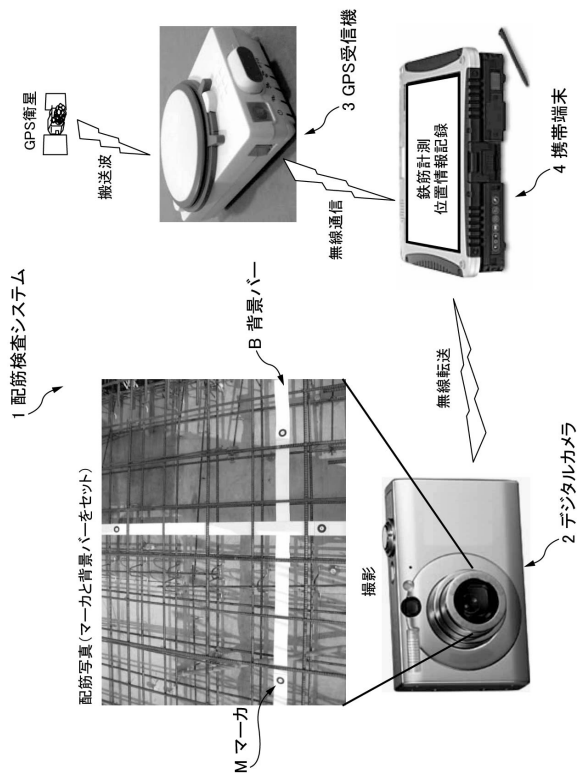 1 配筋検査システム
配筋写真(マーカと背景バーをセット)
M マーカ
B 背景バー
撮影
2 デジタルカメラ
無線転送
GPS衛星
搬送波
3 GPS受信機
無線通信
鉄筋計測
位置情報記録
4 携帯端末